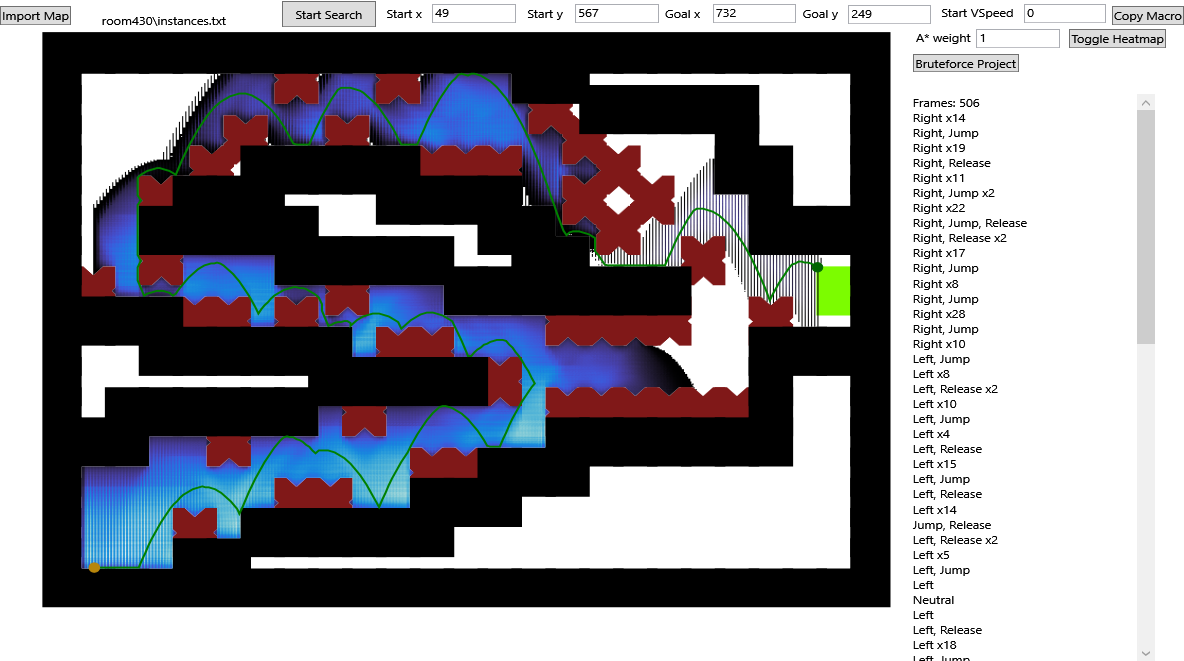 Import Map
room430\instances.txt
Start Search
Start x 49
Start y 567
Goal x 732
Goal y 249
Start VSpeed 0
Copy Macro
A* weight 1
Toggle Heatmap
Bruteforce Project
Frames: 506
Right x14
Right, Jump
Right x19
Right, Release
Right x11
Right, Jump x2
Right x22
Right, Jump, Release
Right, Release x2
Right x17
Right, Jump
Right x8
Right, Jump
Right x28
Right, Jump
Right x10
Left, Jump
Left x8
Left, Release x2
Left x10
Left, Jump
Left x4
Left, Release
Left x15
Left, Jump
Left, Release
Left x14
Jump, Release
Left, Release x2
Left x5
Left, Jump
Left
Neutral
Left
Left, Release
Left x18
Left, Jump